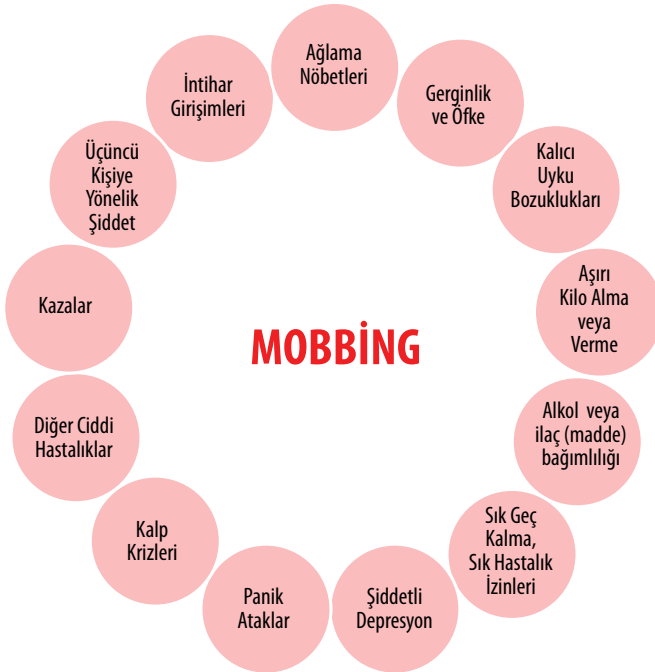 Ağlama
Nöbetleri
Gerginlik
ve Öfke
Kalıcı
Uyku
Bozuklukları
Aşırı
Kilo Alma
veya
Verme
Alkol veya
ilaç (madde)
bağımlılığı
Sık Geç
Kalma,
Sık Hastalık
İzinleri
Şiddetli
Depresyon
Panik
Ataklar
Kalp
Krizleri
Diğer Ciddi
Hastalıklar
Kazalar
Üçüncü
Kişiye
Yönelik
Şiddet
İntihar
Girişimleri
MOBBİNG